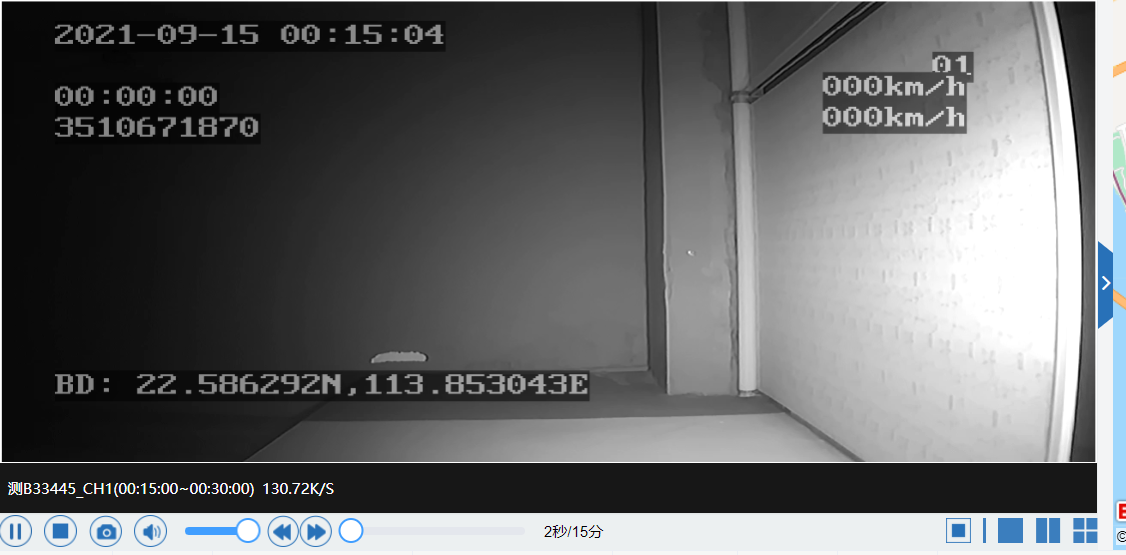 2021-09-15 00:15:04
01
00:00:00
000km/h
3510671870
000km/h
BD: 22.586292N,113.853043E
测B33445_CH1(00:15:00~00:30:00) 130.72K/S
2秒/15分